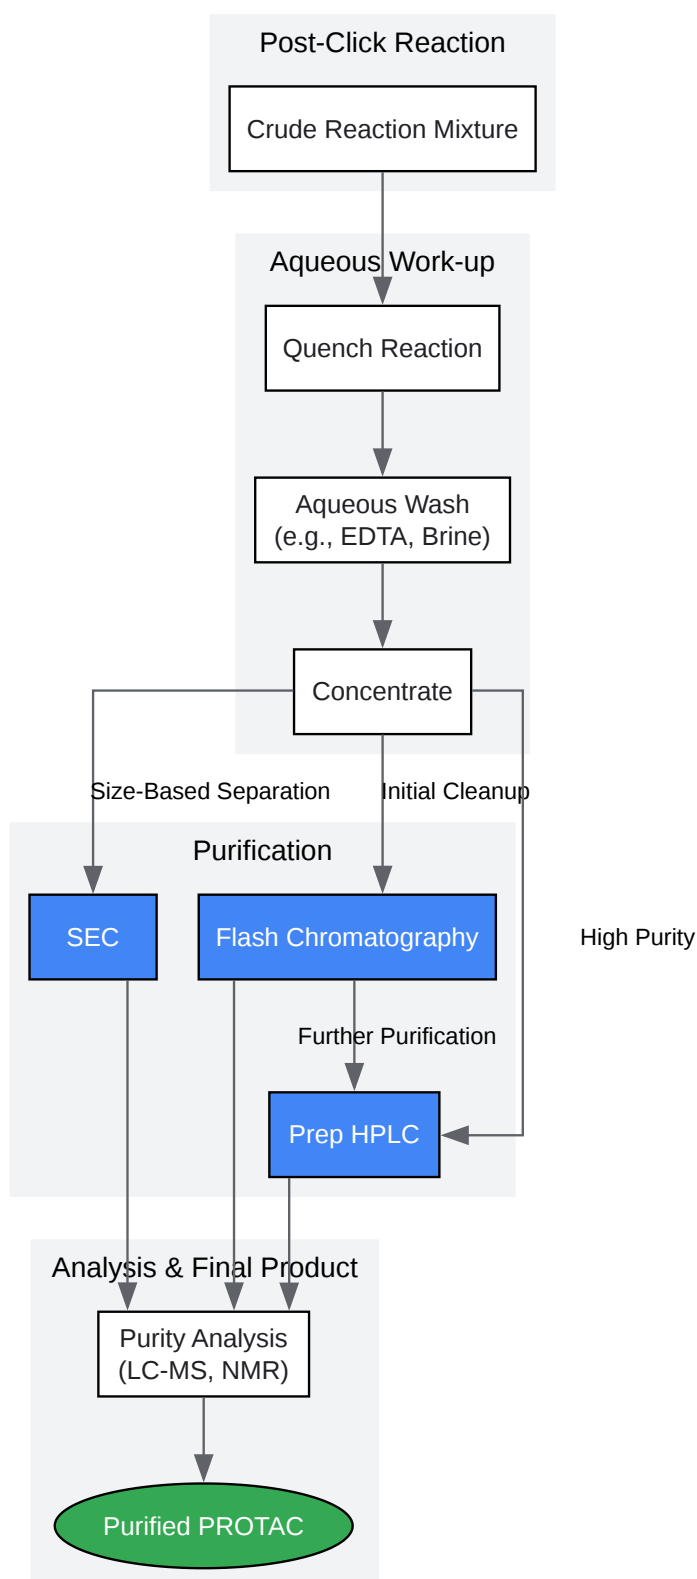 Post-Click Reaction
Crude Reaction Mixture
Aqueous Work-up
Quench Reaction
Aqueous Wash
(e.g., EDTA, Brine)
Concentrate
Size-Based Separation
Initial Cleanup
Purification
SEC
Flash Chromatography
High Purity
Further Purification
Prep HPLC
Analysis & Final Product
Purity Analysis
(LC-MS, NMR)
Purified PROTAC